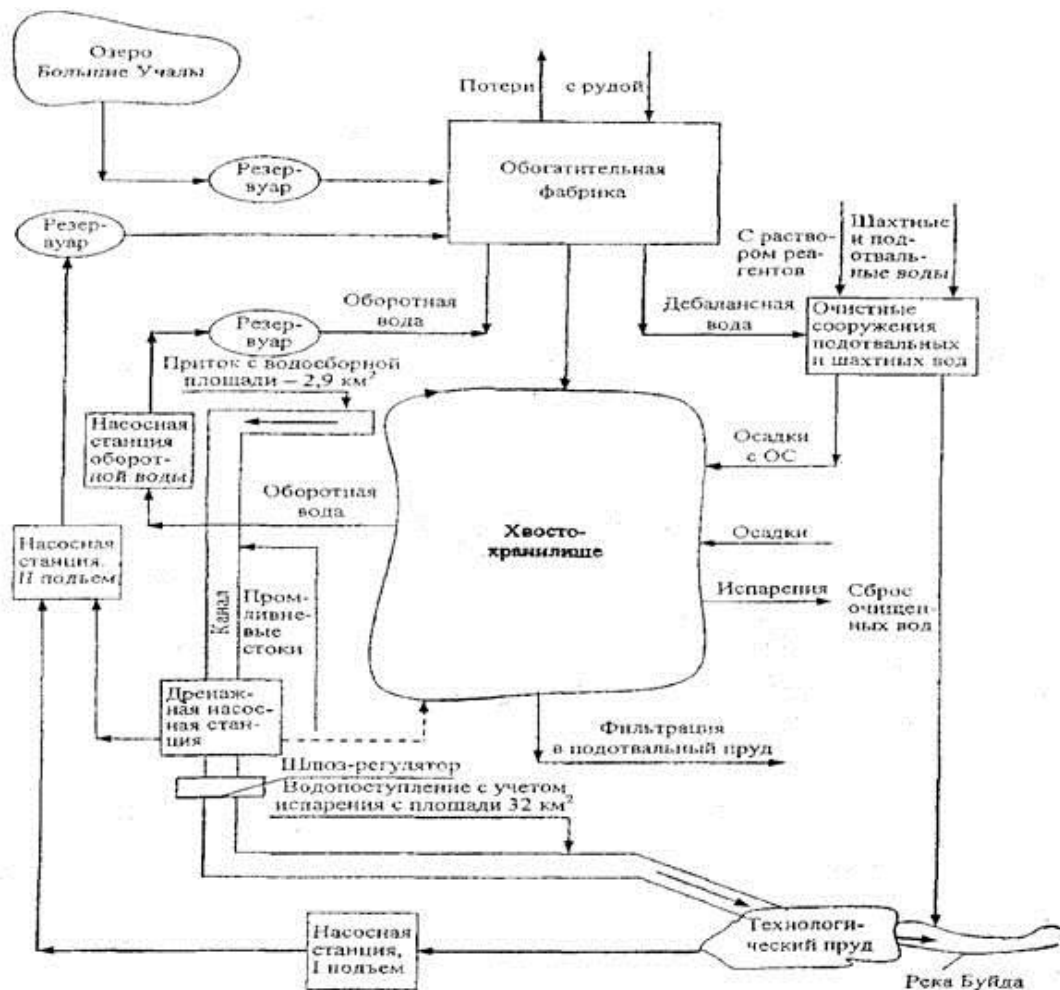 Озеро
Большие Учалы
Потери
с рудой
Резер-
вуар
Обогатительная
фабрика
Резер-
вуар
С раство-
ром реа-
гентов
Шахтные
и под-
отваль-
ные воды
Оборотная
вода
Резер-
вуар
Дебалансная
вода
Очистные
сооружения
подотвальных
и шахтных вод
Приток с водосборной
площади – 2,9 км²
Насосная
станция
оборот-
ной воды
Осадки
с ОС
Оборотная
вода
Хвосто-
хранилище
Осадки
Насосная
станция,
II подъем
Испарения
Сброс
очищен-
ных вод
Канал
Пром-
ливне-
вые
стоки
Дренаж-
ная насос-
ная стан-
ция
Фильтрация
в подотвальный пруд
Шлюз-регулятор
Водопоступление с учетом
испарения с площади 32 км²
Технологи-
ческий пруд
Насосная
станция,
I подъем
Река Буйда